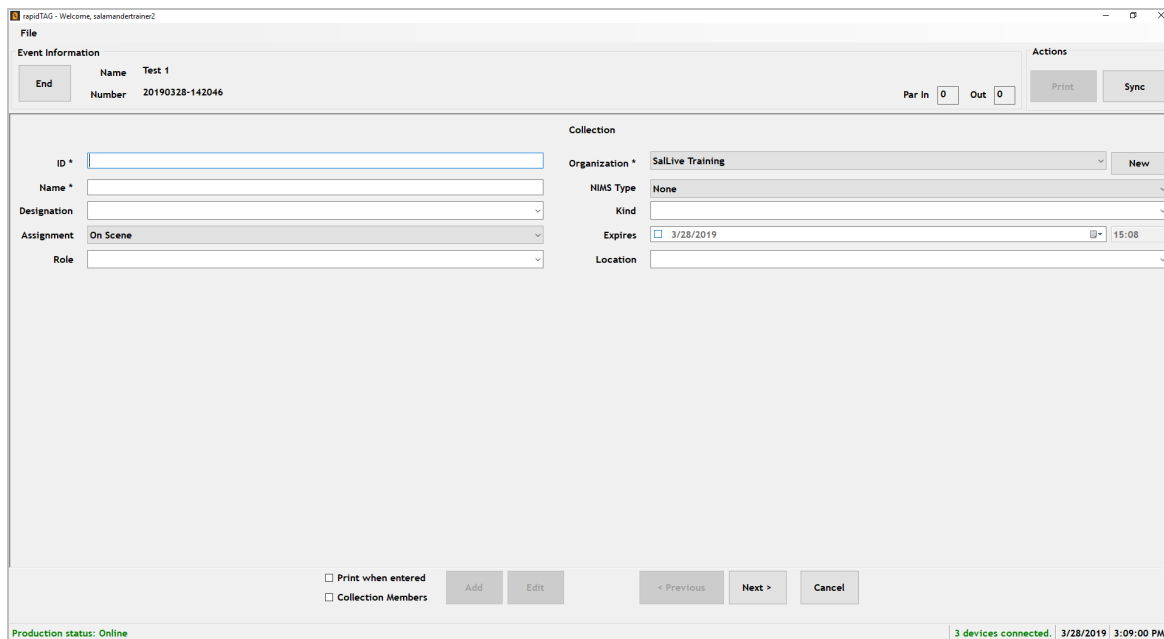 rapidTAG - Welcome, salamandertrainer2
File
Event Information
Actions
End
Name Test 1
Number 20190328-142046
Par In 0 Out 0
Print
Sync
Collection
ID *
Organization * SalLive Training
New
Name *
NIMS Type None
Designation
Kind
Assignment On Scene
Expires 3/28/2019 15:08
Role
Location
Print when entered
Collection Members
Add
Edit
< Previous
Next >
Cancel
Production status: Online
3 devices connected. 3/28/2019 3:09:00 PM